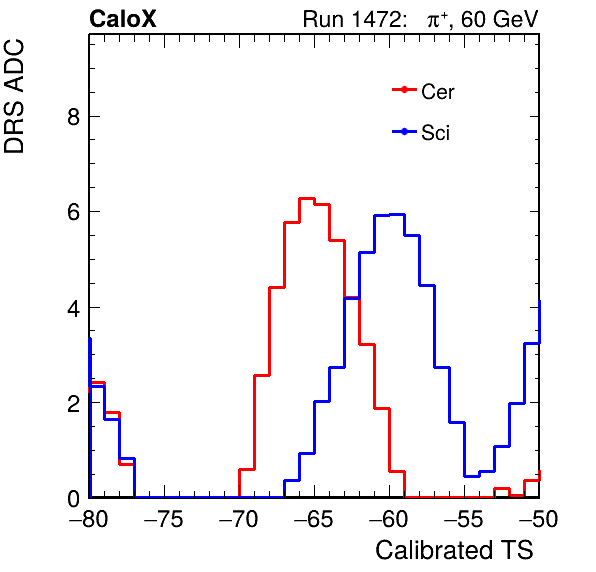 CaloX Run 1472: π⁺, 60 GeV
DRS ADC
Cer
Sci
8
6
4
2
0
−80 −75 −70 −65 −60 −55 −50
Calibrated TS